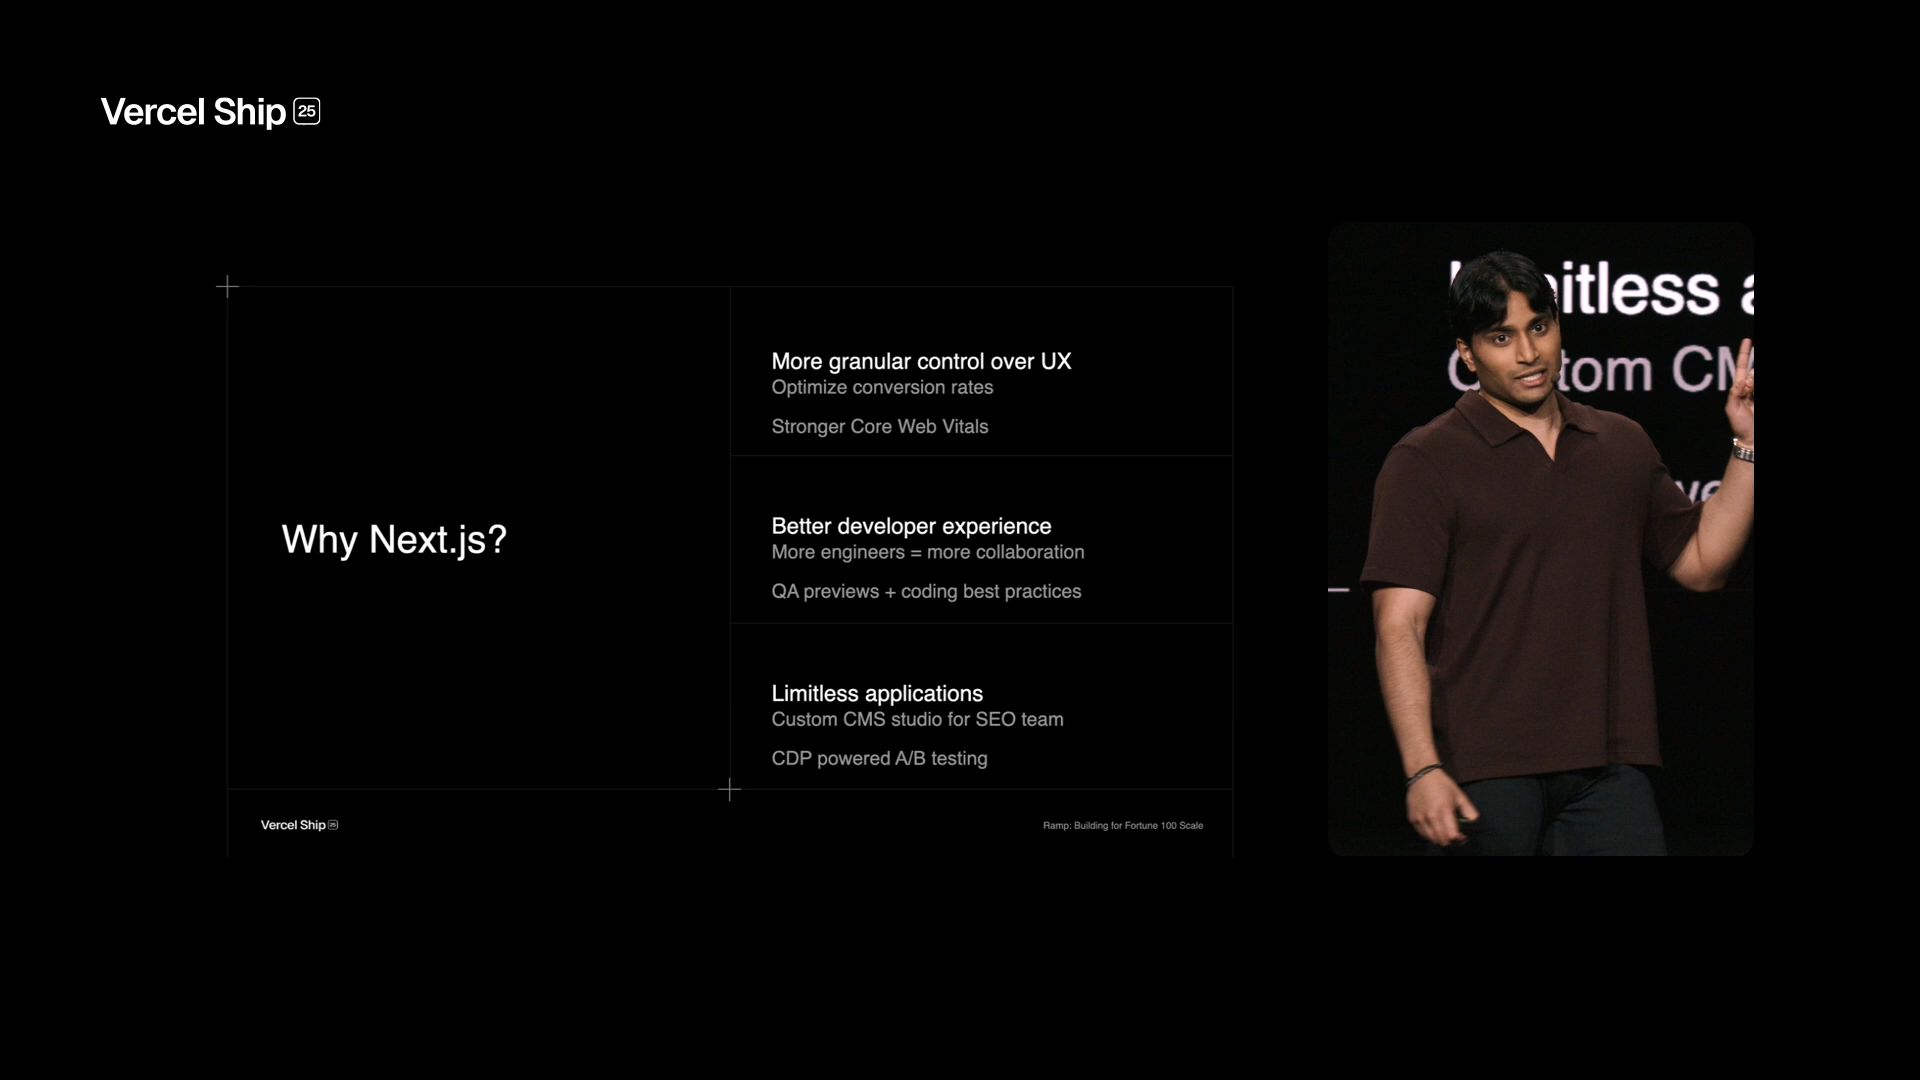 Vercel Ship 25
Why Next.js?
More granular control over UX
Optimize conversion rates
Stronger Core Web Vitals
Better developer experience
More engineers = more collaboration
QA previews + coding best practices
Limitless applications
Custom CMS studio for SEO team
CDP powered A/B testing
Vercel Ship 25
Ramp: Building for Fortune 100 Scale
itless a
tom CM
ve